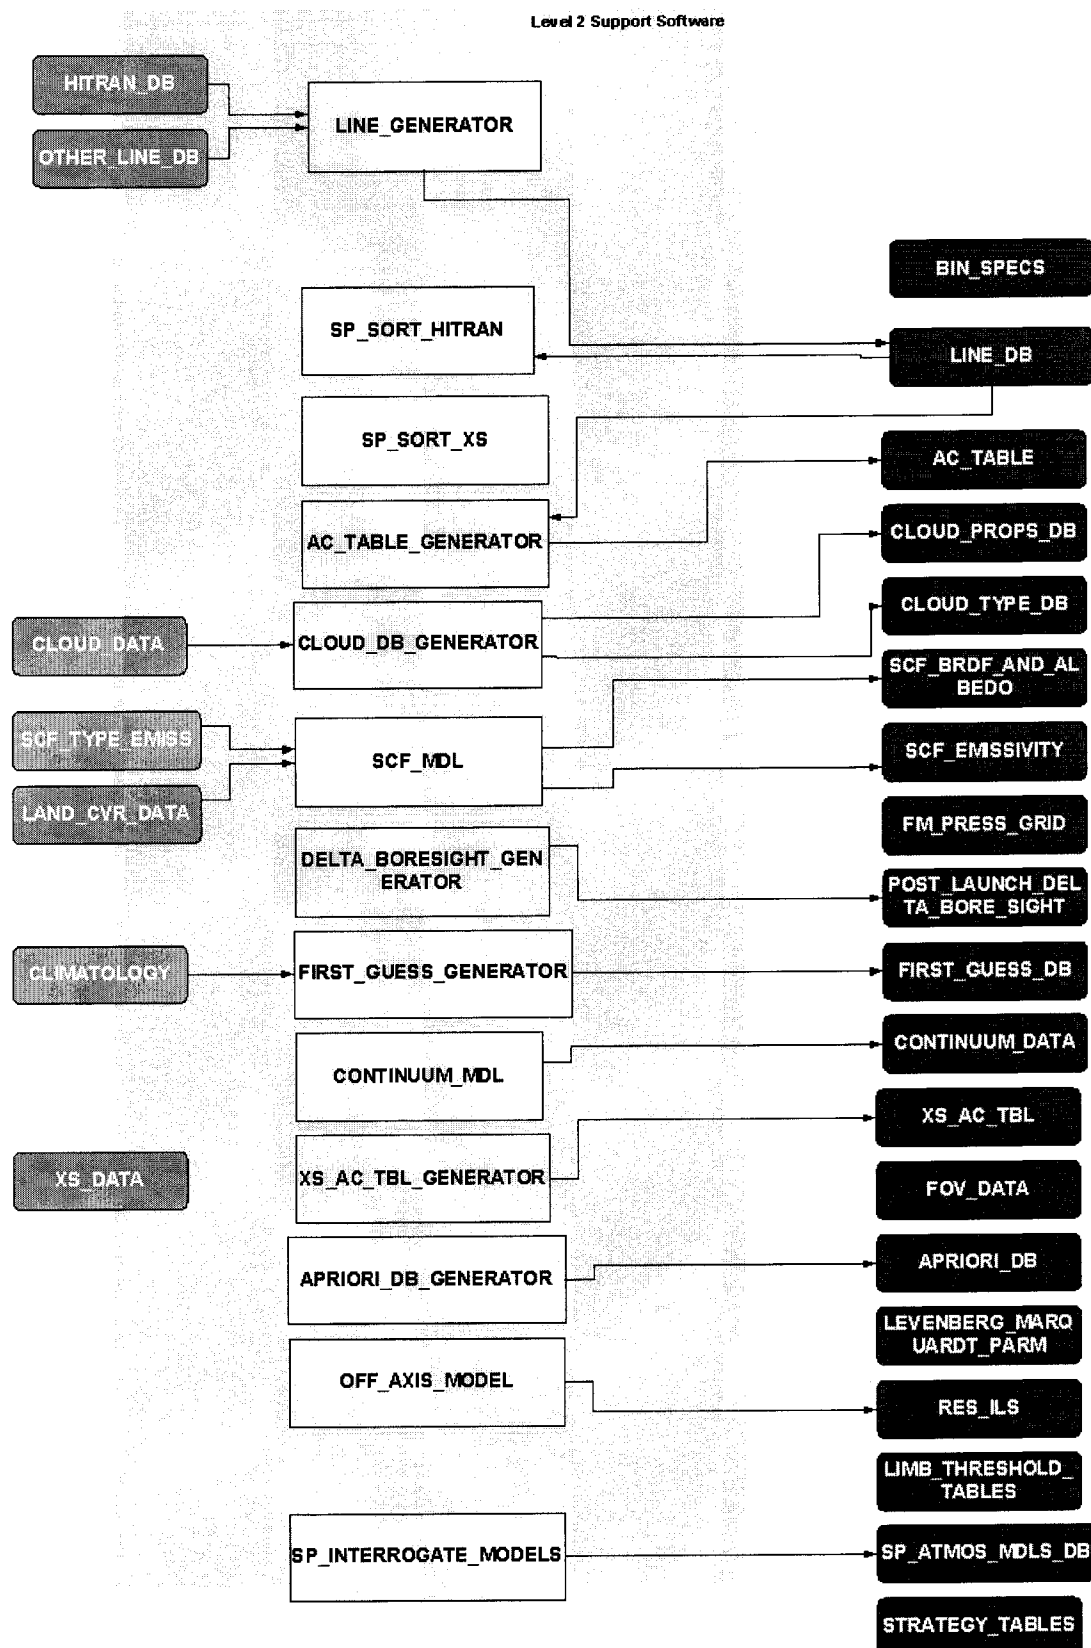 Level 2 Support Software
HITRAN_DB
LINE_GENERATOR
OTHER_LINE_DB
BIN_SPECS
SP_SORT_HITRAN
LINE_DB
SP_SORT_XS
AC_TABLE
AC_TABLE_GENERATOR
CLOUD_PROPS_DB
CLOUD_TYPE_DB
CLOUD_DATA
CLOUD_DB_GENERATOR
SCF_BRDF_AND_AL
BEDO
SCF_TYPE_EMISS
SCF_MDL
SCF_EMISSIVITY
LAND_CVR_DATA
FM_PRESS_GRID
DELTA_BORESIGHT_GEN
ERATOR
POST_LAUNCH_DEL
TA_BORE_SIGHT
CLIMATOLOGY
FIRST_GUESS_GENERATOR
FIRST_GUESS_DB
CONTINUUM_MDL
CONTINUUM_DATA
XS_AC_TBL
XS_DATA
XS_AC_TBL_GENERATOR
FOV_DATA
APRIORI_DB_GENERATOR
APRIORI_DB
LEVENBERG_MARQ
UARDT_PARM
OFF_AXIS_MODEL
RES_ILS
LIMB_THRESHOLD_
TABLES
SP_INTERROGATE_MODELS
SP_ATMOS_MDLS_DB
STRATEGY_TABLES